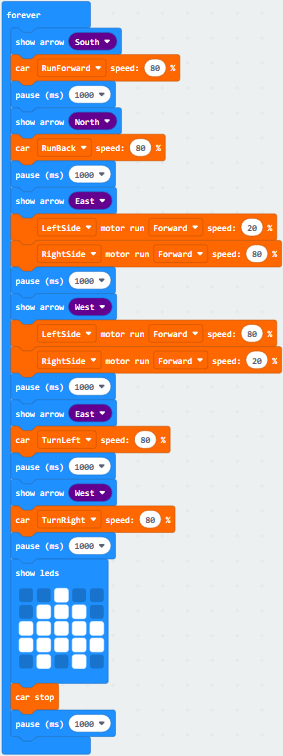 forever
show arrow South
car RunForward speed: 80 %
pause (ms) 1000
show arrow North
car RunBack speed: 80 %
pause (ms) 1000
show arrow East
LeftSide motor run Forward speed: 20 %
RightSide motor run Forward speed: 80 %
pause (ms) 1000
show arrow West
LeftSide motor run Forward speed: 80 %
RightSide motor run Forward speed: 20 %
pause (ms) 1000
show arrow East
car TurnLeft speed: 80 %
pause (ms) 1000
show arrow West
car TurnRight speed: 80 %
pause (ms) 1000
show leds
car stop
pause (ms) 1000